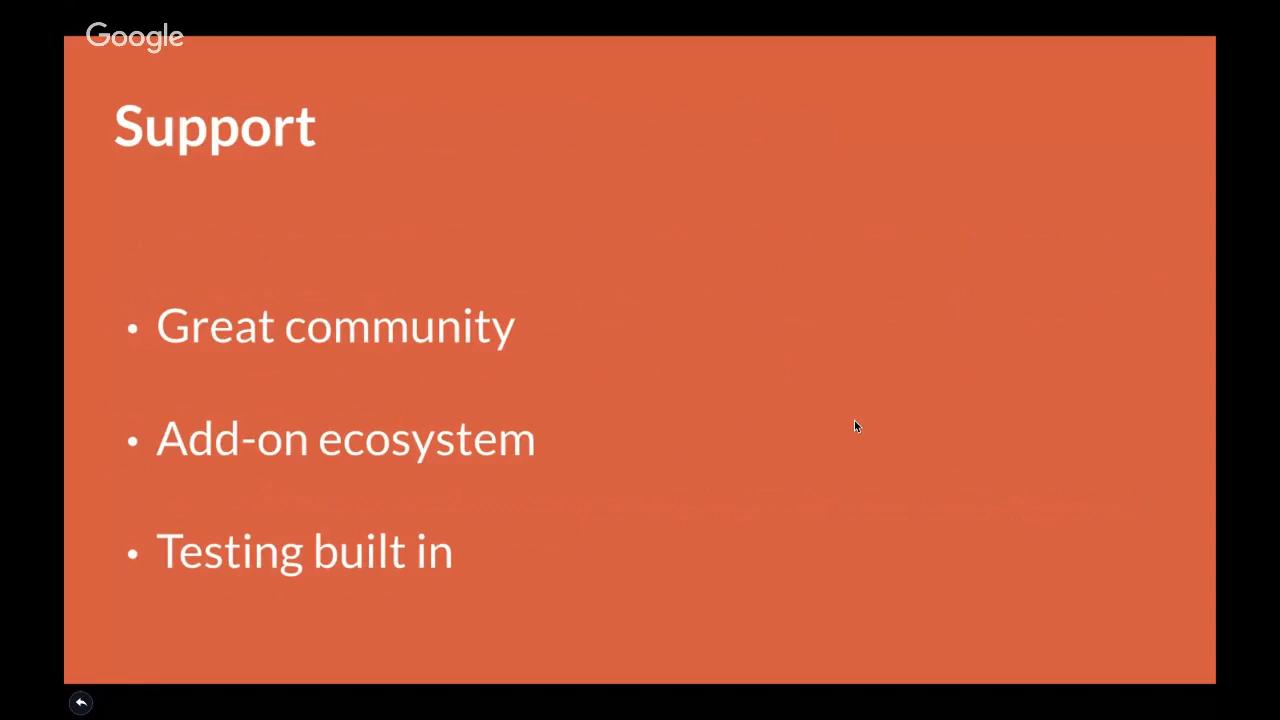 Google
Support
• Great community
• Add-on ecosystem
• Testing built in